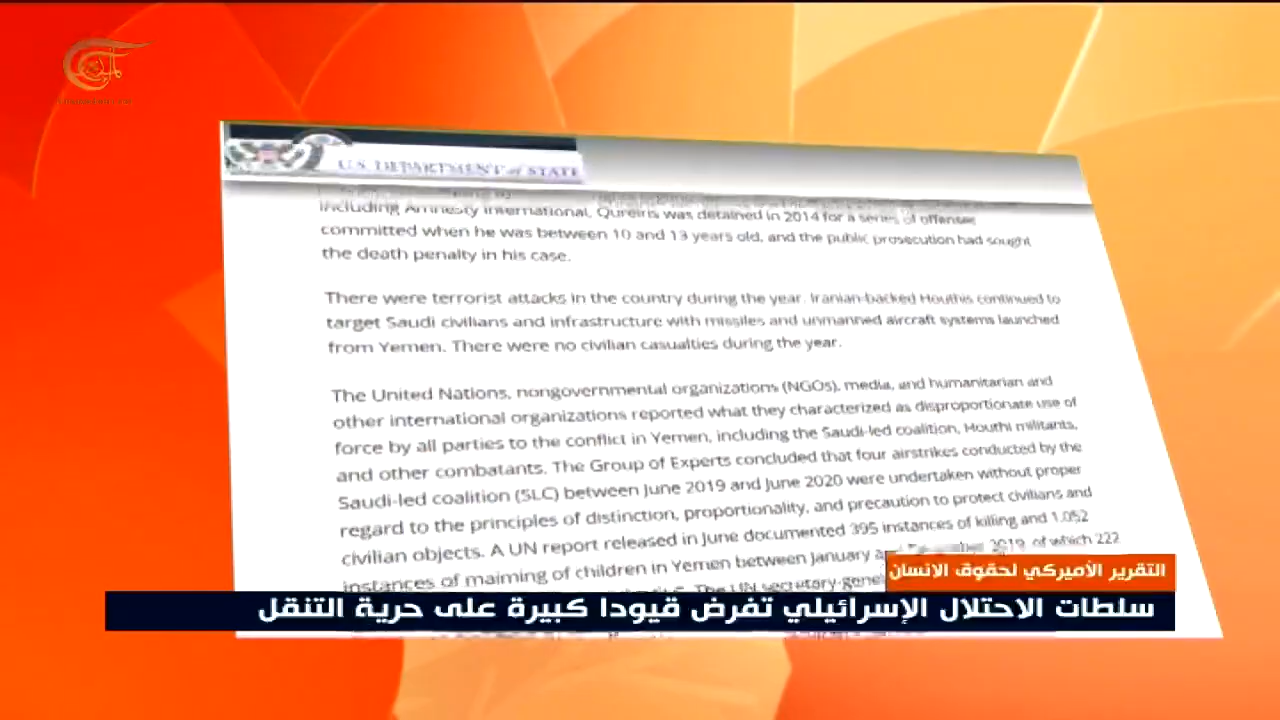 U.S. DEPARTMENT of STATE
including Amnesty International, Qureiris was detained in 2014 for a series of offenses
committed when he was between 10 and 13 years old, and the public prosecution had sought
the death penalty in his case.
There were terrorist attacks in the country during the year. Iranian-backed Houthis continued to
target Saudi civilians and infrastructure with missiles and unmanned aircraft systems launched
from Yemen. There were no civilian casualties during the year.
The United Nations, nongovernmental organizations (NGOs), media, and humanitarian and
other international organizations reported what they characterized as disproportionate use of
force by all parties to the conflict in Yemen, including the Saudi-led coalition, Houthi militants,
and other combatants. The Group of Experts concluded that four airstrikes conducted by the
Saudi-led coalition (SLC) between June 2019 and June 2020 were undertaken without proper
regard to the principles of distinction, proportionality, and precaution to protect civilians and
civilian objects. A UN report released in June documented 395 instances of killing and 1,052
instances of maiming of children in Yemen between January 2019, of which 222
The UN
التقرير الأميركي لحقوق الانسان
سلطات الاحتلال الإسرائيلي تفرض قيودا كبيرة على حرية التنقل